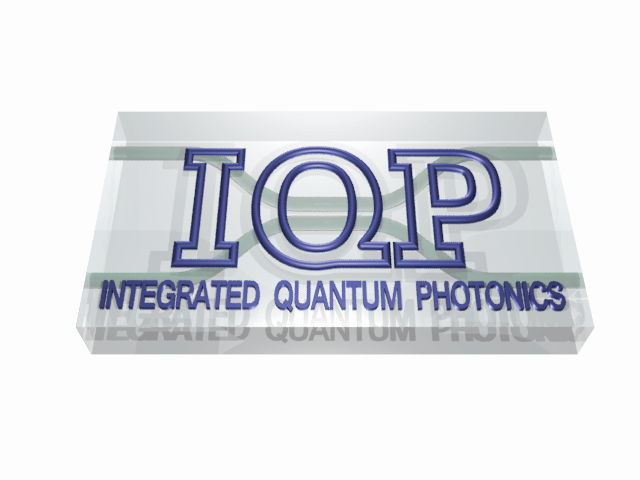 IQP
INTEGRATED QUANTUM PHOTONICS